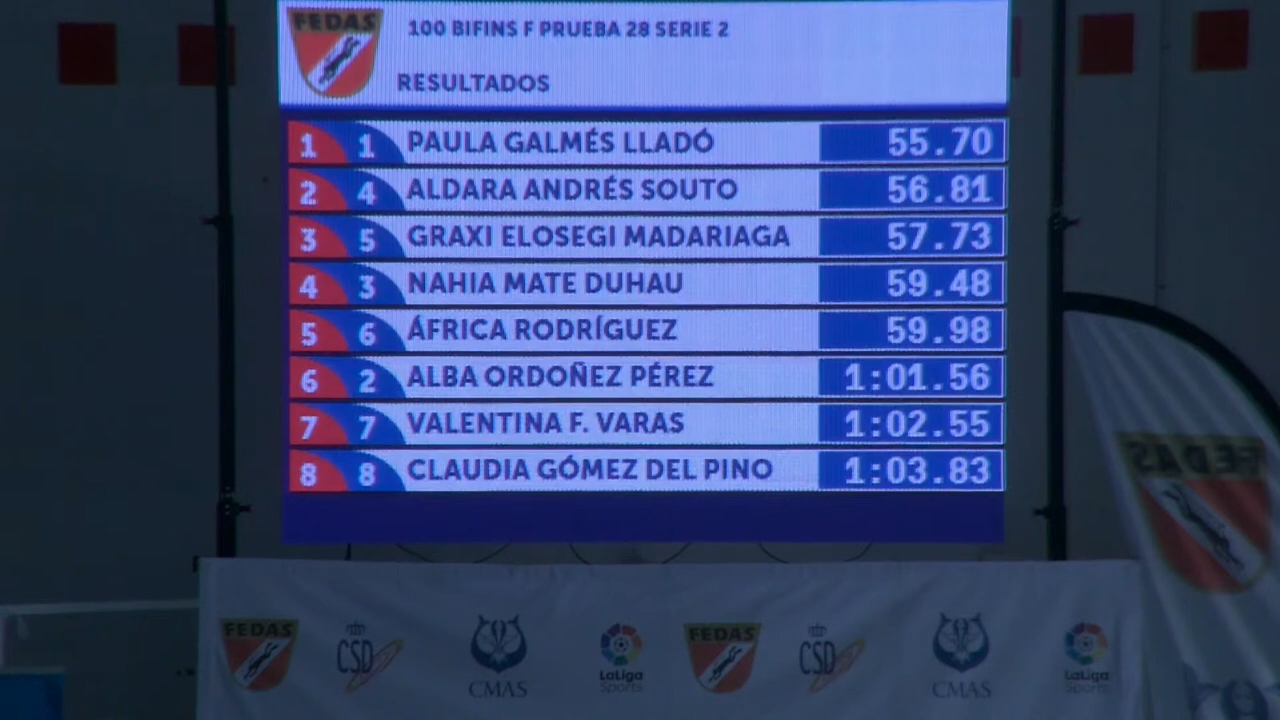 FEDAS
100 BIFINS F PRUEBA 28 SERIE 2
RESULTADOS
1 1 PAULA GALMÉS LLADÓ 55.70
2 4 ALDARA ANDRÉS SOUTO 56.81
3 5 GRAXI ELOSEGI MADARIAGA 57.73
4 3 NAHIA MATE DUHAU 59.48
5 6 ÁFRICA RODRÍGUEZ 59.98
6 2 ALBA ORDOÑEZ PÉREZ 1:01.56
7 7 VALENTINA F. VARAS 1:02.55
8 8 CLAUDIA GÓMEZ DEL PINO 1:03.83
FEDAS
FEDAS CSD CMAS LaLiga Sports FEDAS CSD CMAS LaLiga Sports